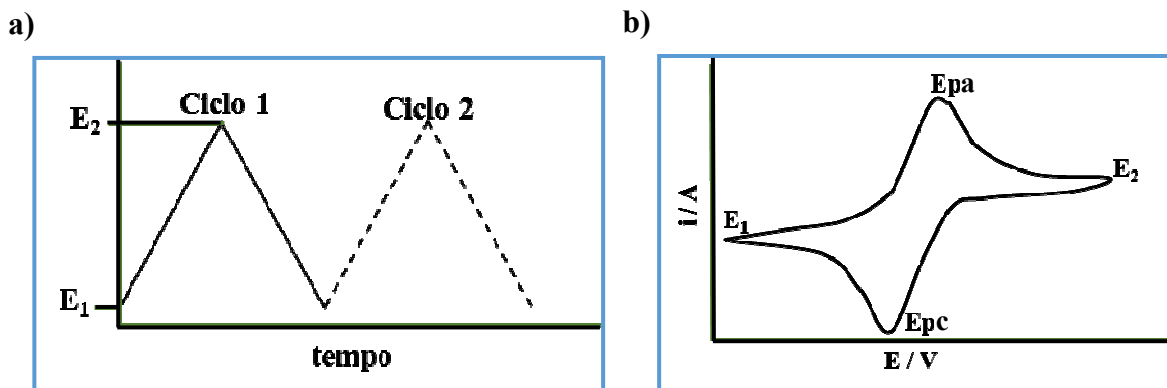 a)
Ciclo 1
Ciclo 2
E₂
E₁
tempo
b)
Epa
E₂
i / A
E₁
Epc
E / V